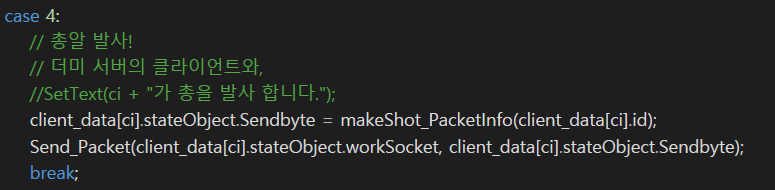 case 4:
// 총알 발사!
// 더미 서버의 클라이언트와,
//SetText(ci + "가 총을 발사 합니다.");
client_data[ci].stateObject.Sendbyte = makeShot_PacketInfo(client_data[ci].id);
Send_Packet(client_data[ci].stateObject.workSocket, client_data[ci].stateObject.Sendbyte);
break;